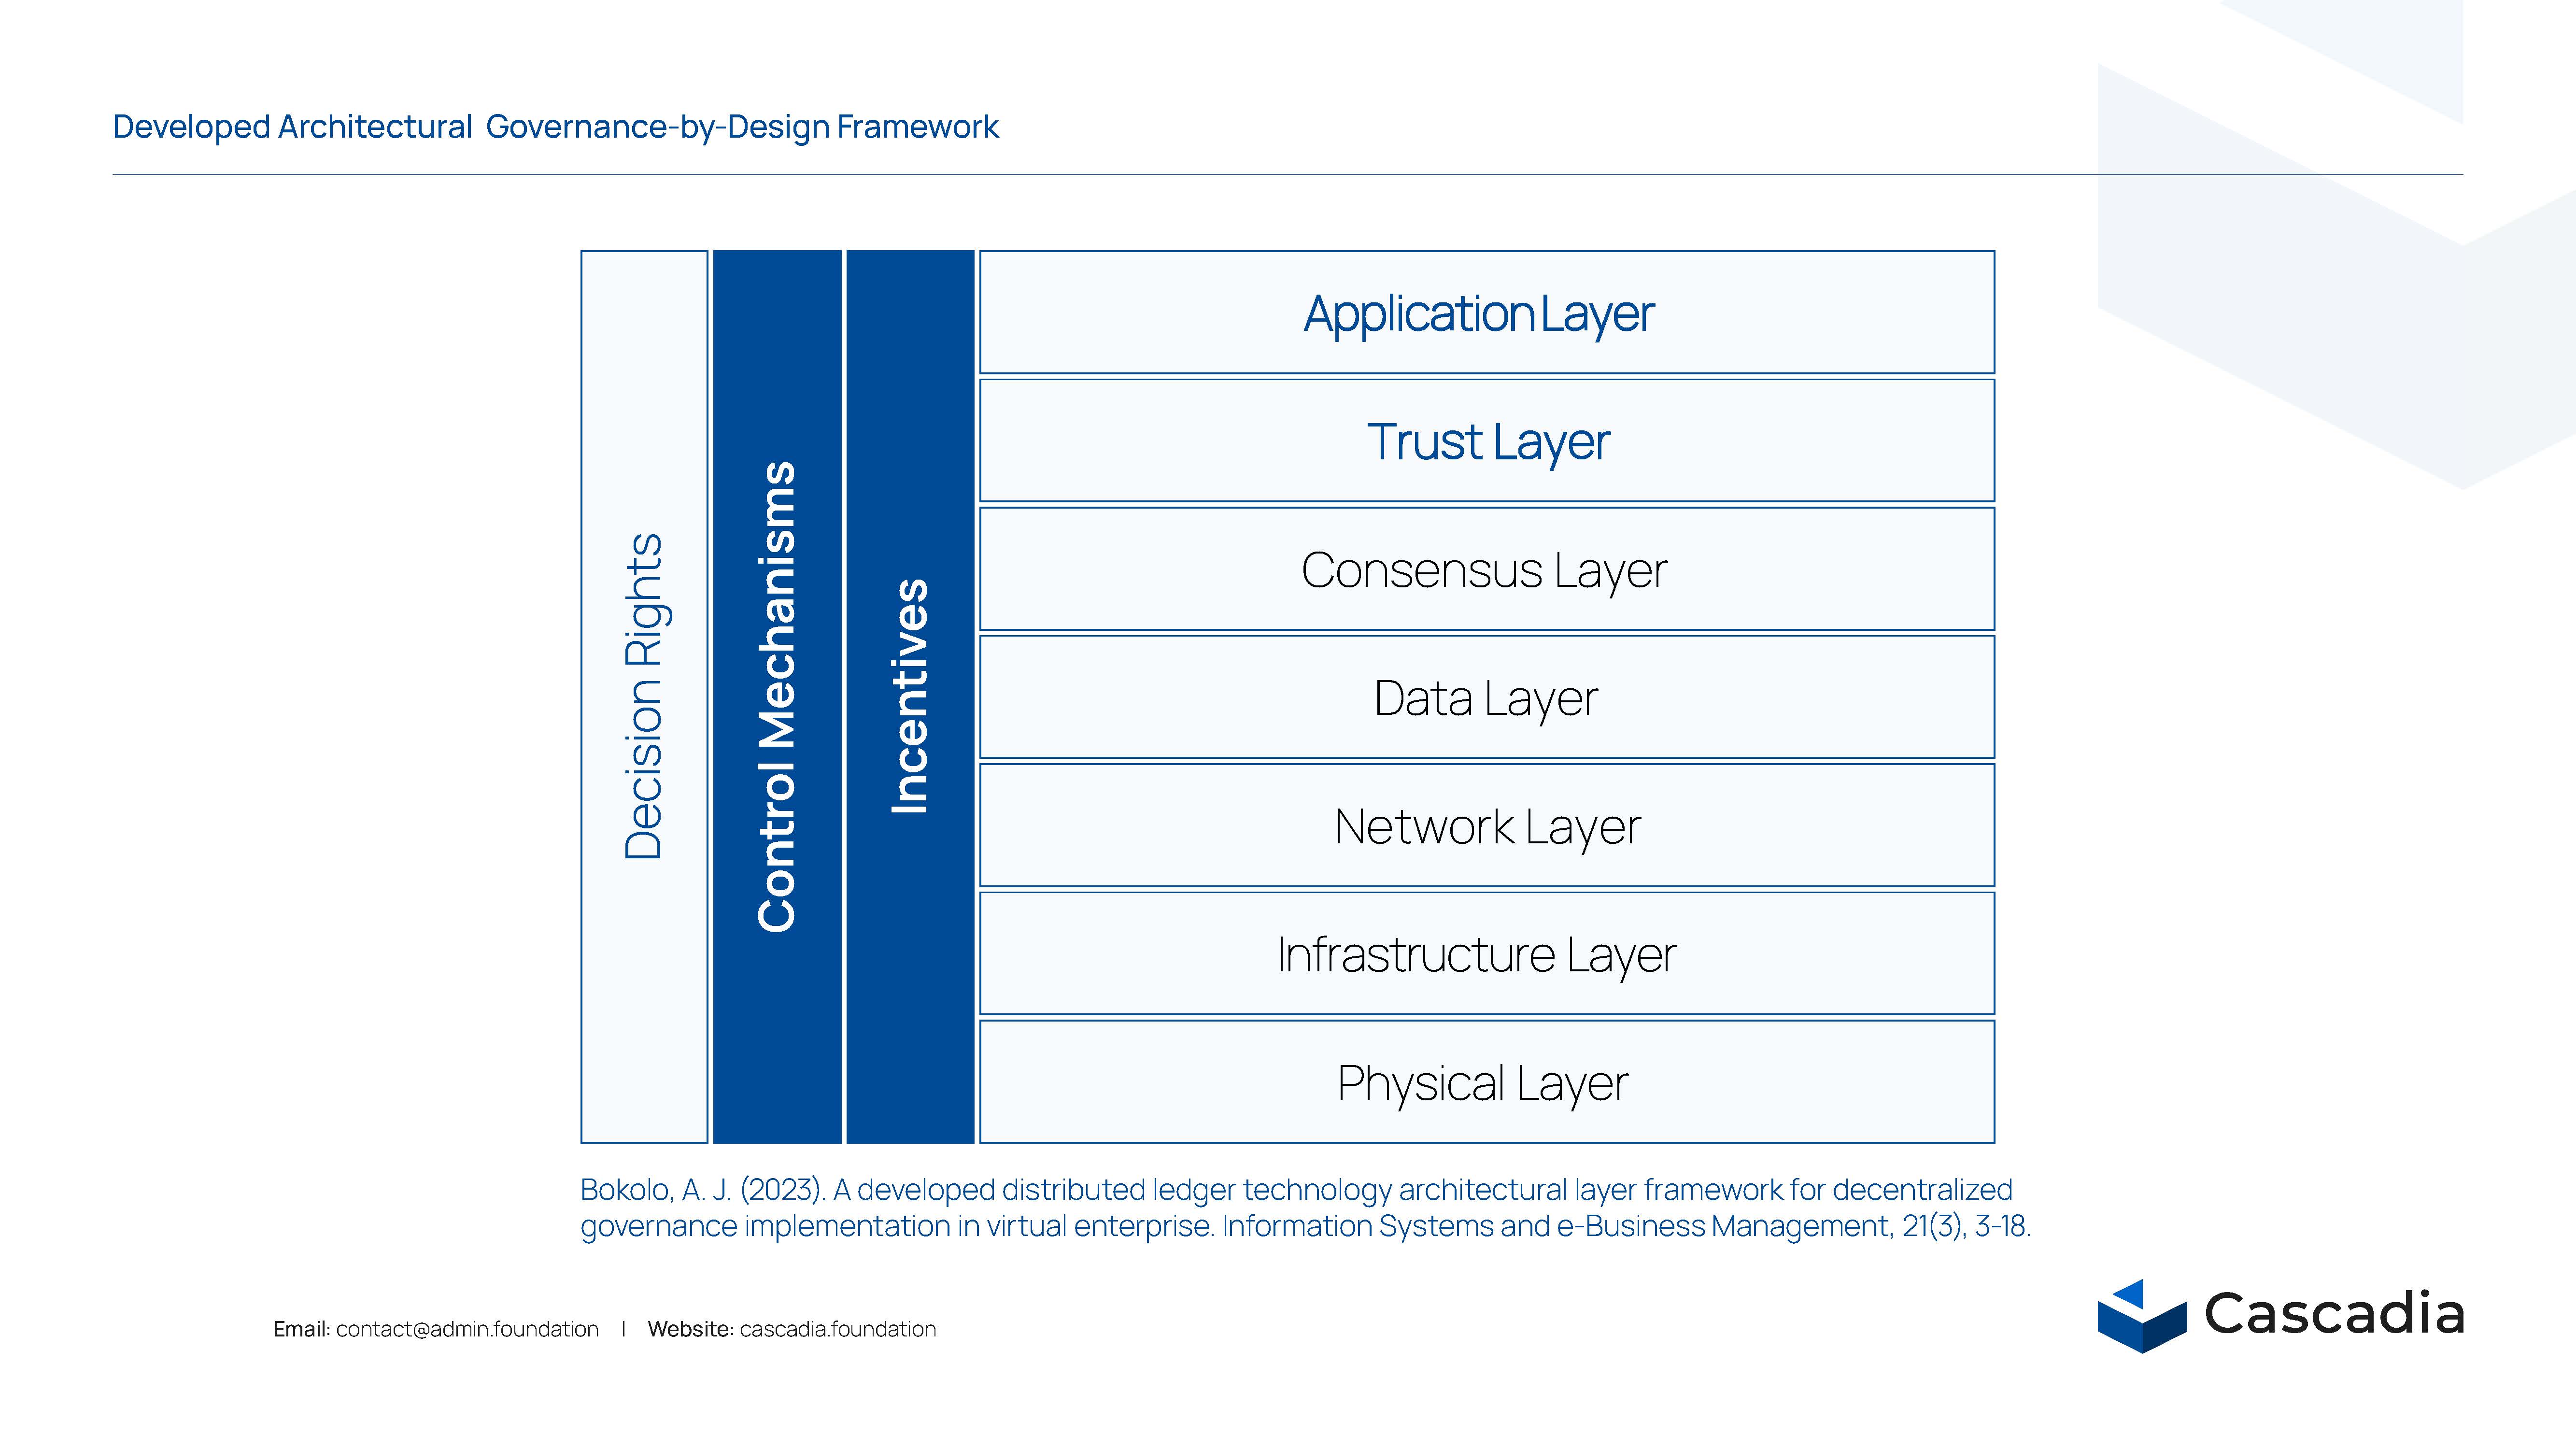 Developed Architectural Governance-by-Design Framework
Decision Rights
Control Mechanisms
Incentives
Application Layer
Trust Layer
Consensus Layer
Data Layer
Network Layer
Infrastructure Layer
Physical Layer
Bokolo, A. J. (2023). A developed distributed ledger technology architectural layer framework for decentralized
governance implementation in virtual enterprise. Information Systems and e-Business Management, 21(3), 3-18.
Email: contact@admin.foundation | Website: cascadia.foundation
Cascadia